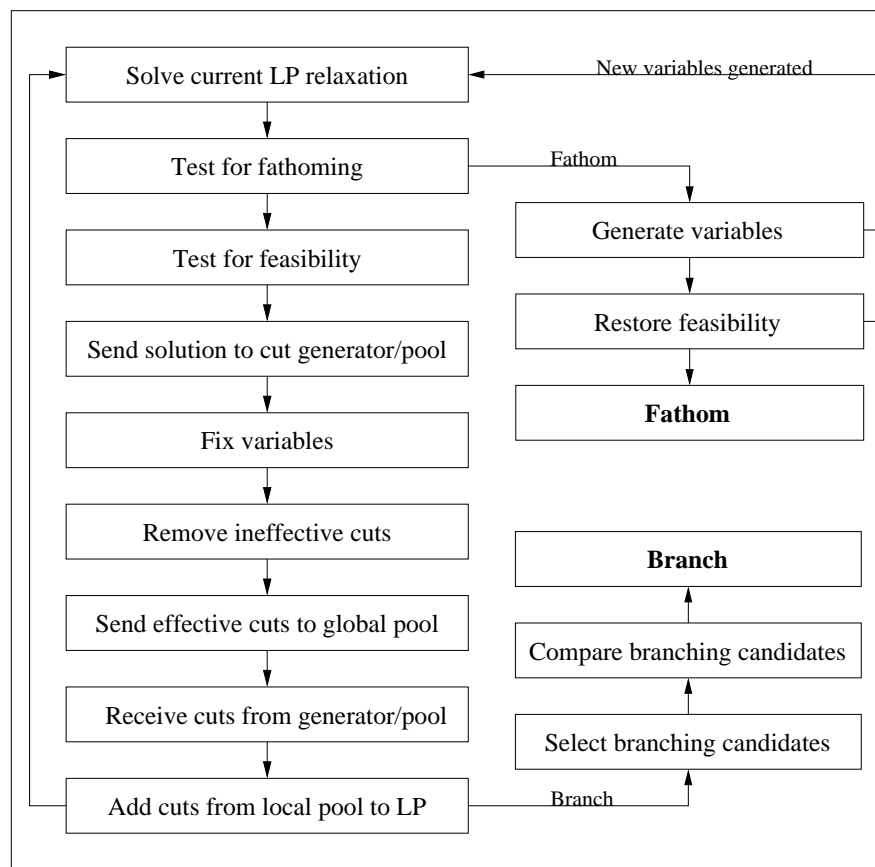 Solve current LP relaxation
New variables generated
Test for fathoming
Fathom
Generate variables
Test for feasibility
Restore feasibility
Send solution to cut generator/pool
Fathom
Fix variables
Remove ineffective cuts
Branch
Send effective cuts to global pool
Compare branching candidates
Receive cuts from generator/pool
Select branching candidates
Add cuts from local pool to LP
Branch